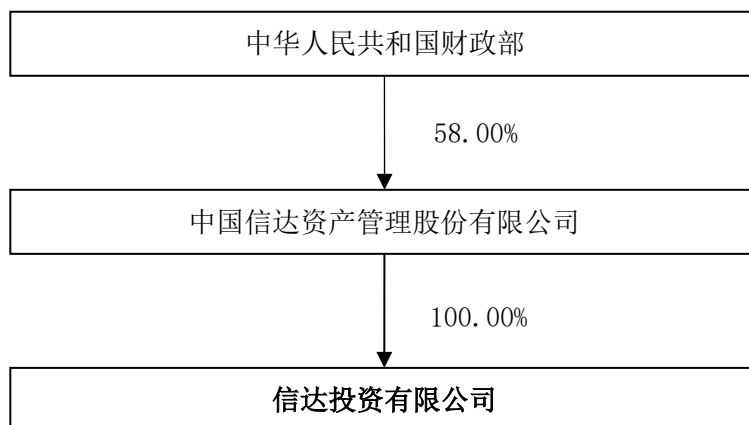 中华人民共和国财政部
58.00%
中国信达资产管理股份有限公司
100.00%
信达投资有限公司